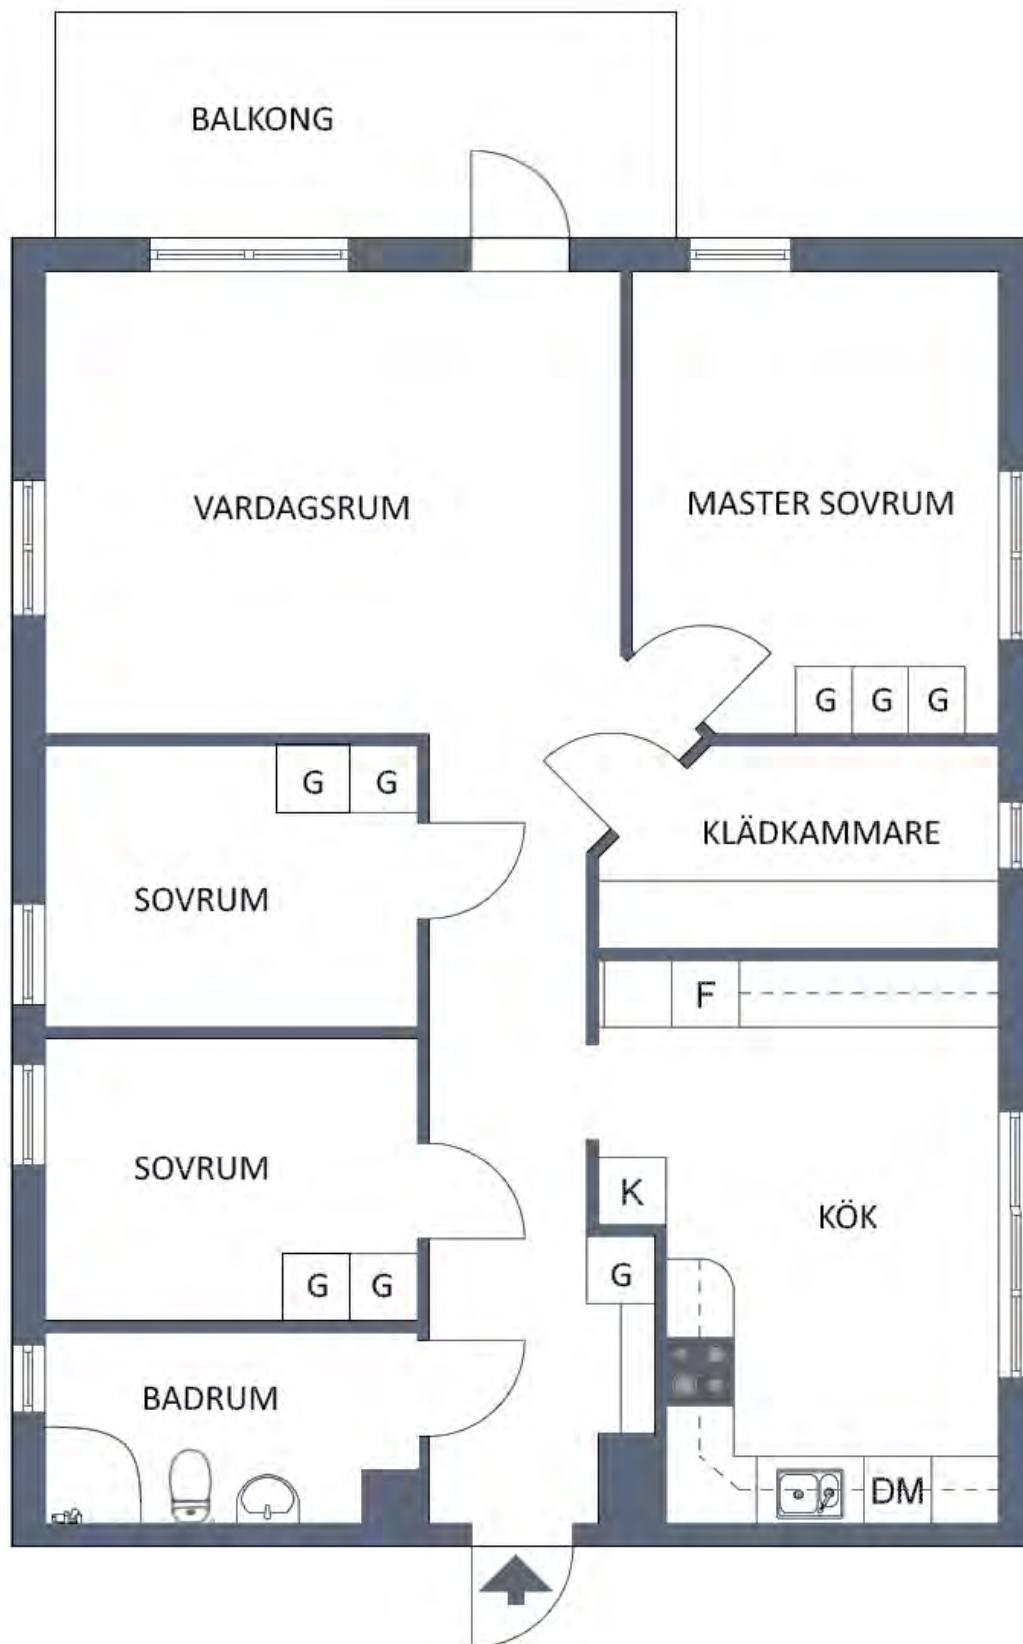 BALKONG
VARDAGSRUM
MASTER SOVRUM
G G G
G G
KLÄDKAMMARE
SOVRUM
F
SOVRUM
K
KÖK
G
G G
BADRUM
DM